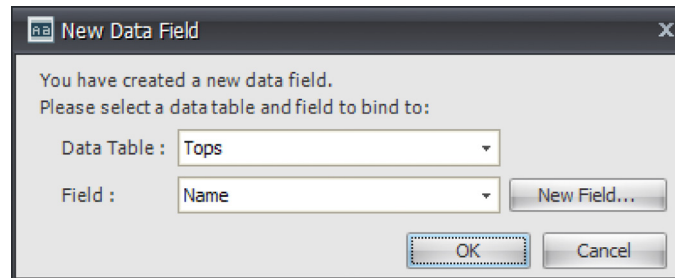 New Data Field
You have created a new data field.
Please select a data table and field to bind to:
Data Table : Tops
Field : Name New Field...
OK Cancel